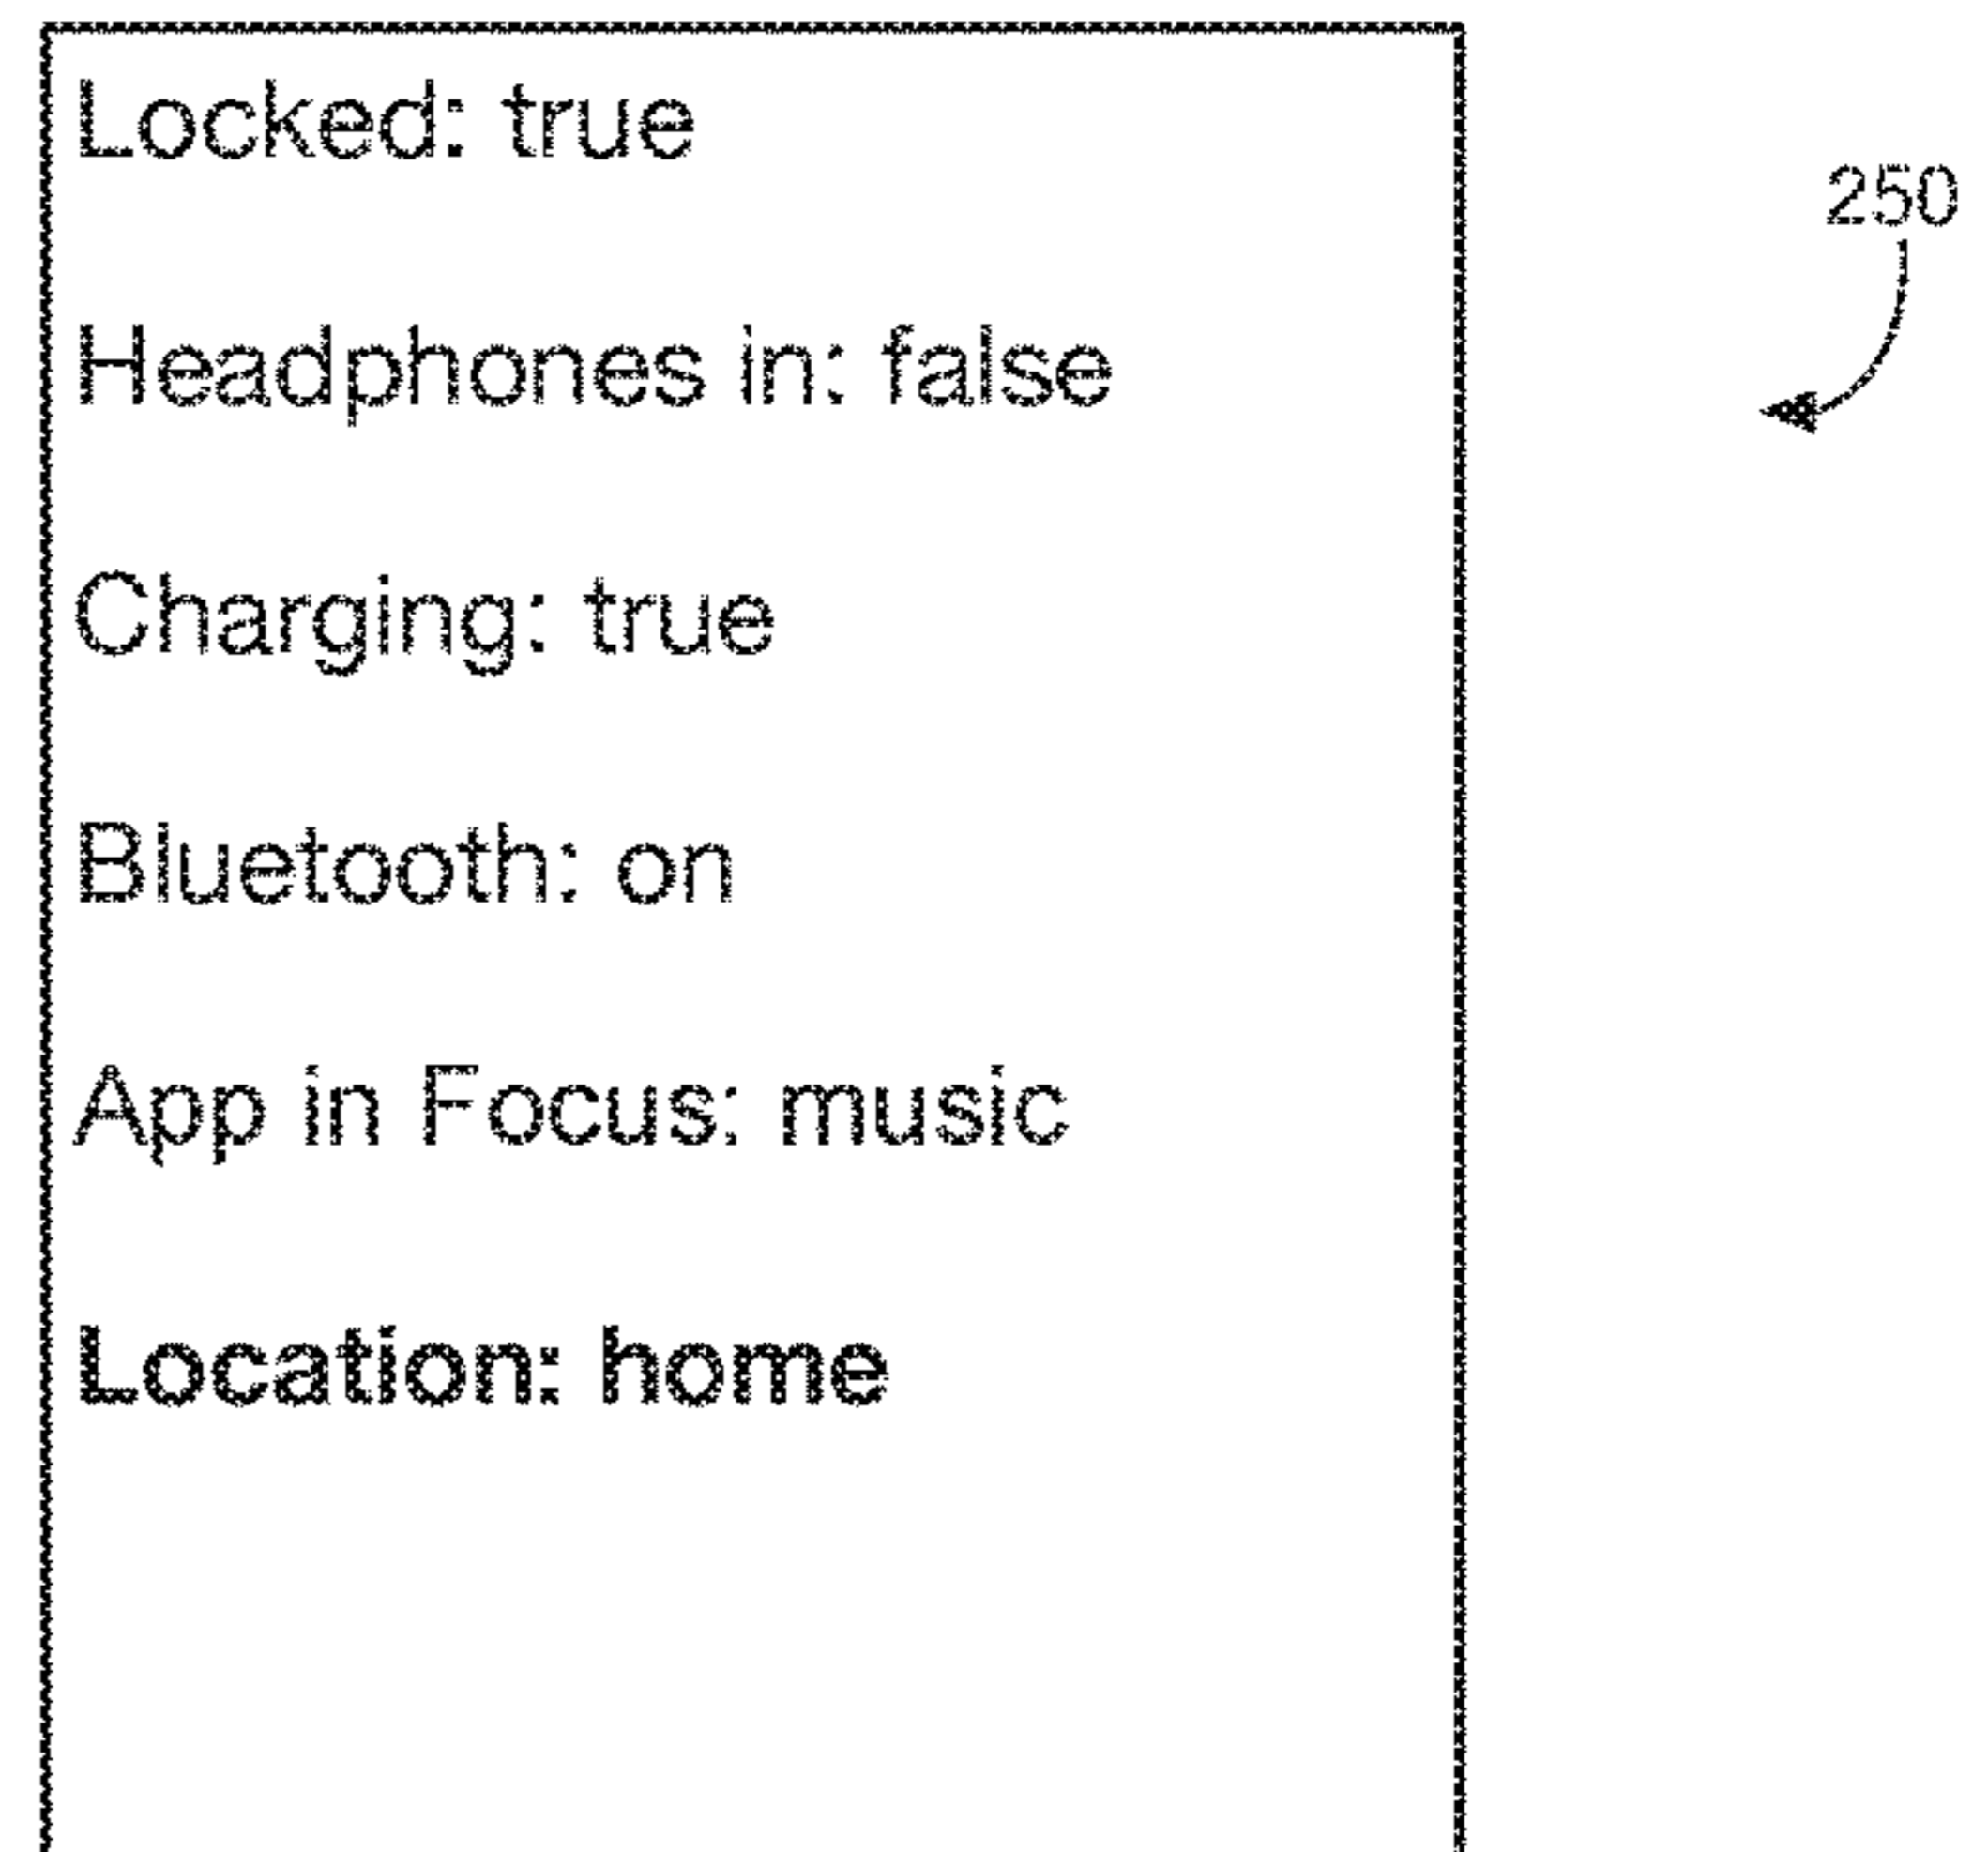 Locked: true
250
Headphones in: false
Charging: true
Bluetooth: on
App in Focus: music
Location: home